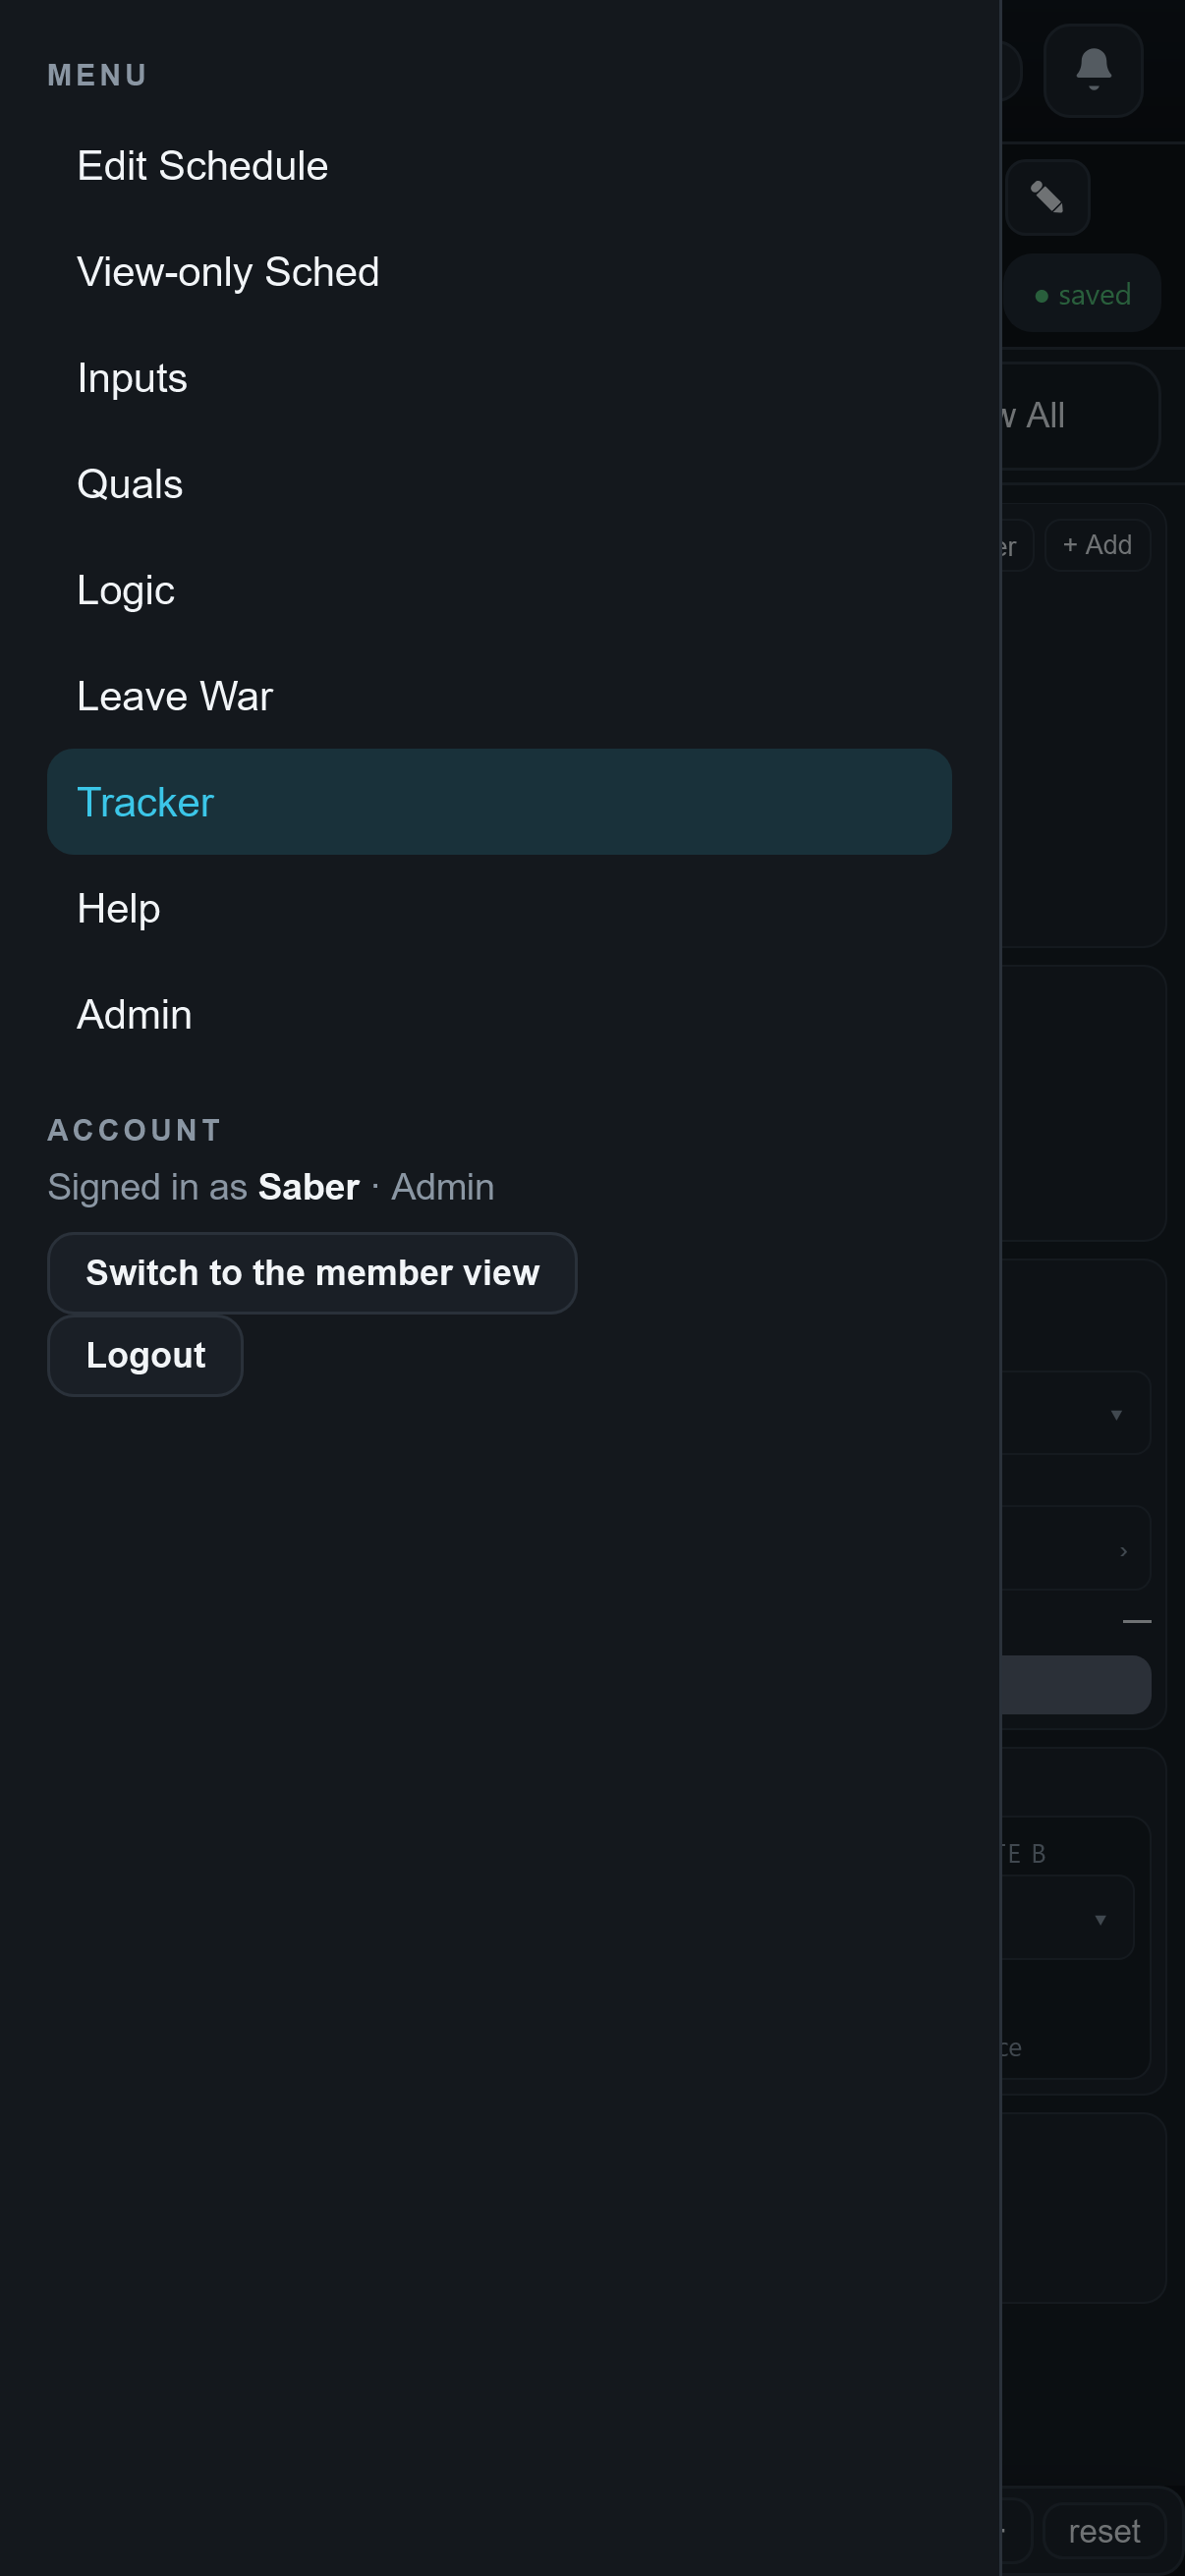 MENU
Edit Schedule
View-only Sched
Inputs
Quals
Logic
Leave War
Tracker
Help
Admin
ACCOUNT
Signed in as Saber · Admin
Switch to the member view
Logout
saved
All
+ Add
B
reset